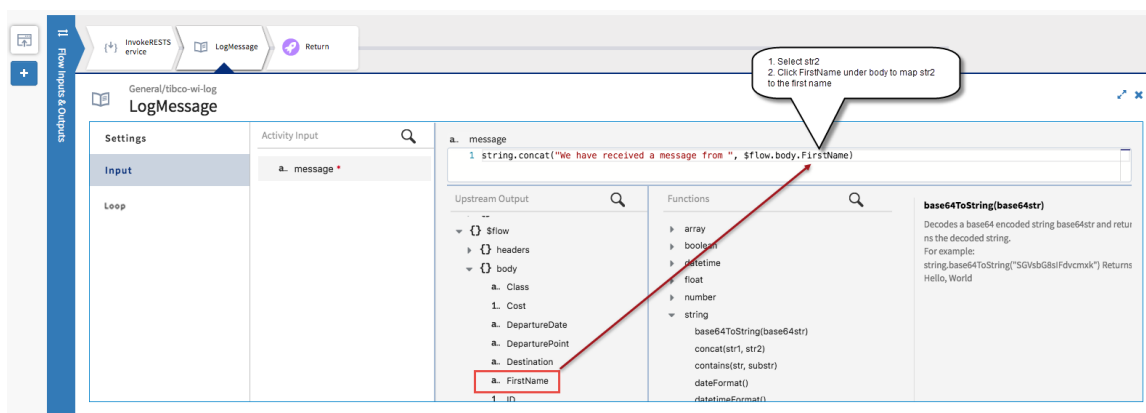 InvokeRESTS
ervice
LogMessage
Return
Flow Inputs & Outputs
1. Select str2
2. Click FirstName under body to map str2
to the first name
General/tibco-wi-log
LogMessage
Settings
Input
Loop
Activity Input
a.. message *
a.. message
1 string.concat("We have received a message from ", $flow.body.FirstName)
Upstream Output
{} $flow
{} headers
{} body
a.. Class
1.. Cost
a.. DepartureDate
a.. DeparturePoint
a.. Destination
a.. FirstName
1 ID
Functions
array
boolean
datetime
float
number
string
base64ToString(base64str)
concat(str1, str2)
contains(str, substr)
dateFormat()
datetimeFormat()
base64ToString(base64str)
Decodes a base64 encoded string base64str and retur
ns the decoded string.
For example:
string.base64ToString("SGVsbG8sIFdvcmxk") Returns
Hello, World